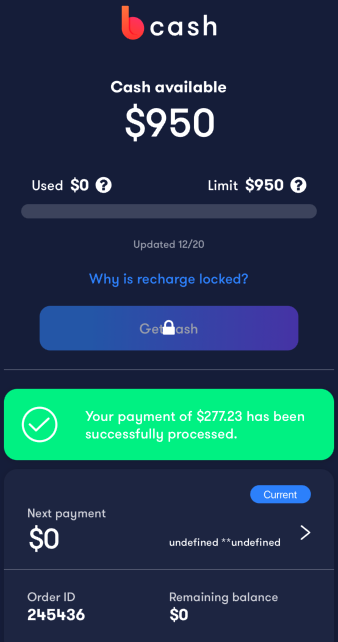 b cash
Cash available
$950
Used $0 ?
Limit $950 ?
Updated 12/20
Why is recharge locked?
Get ash
Your payment of $277.23 has been
successfully processed.
Current
Next payment
$0
undefined **undefined
Order ID
245436
Remaining balance
$0